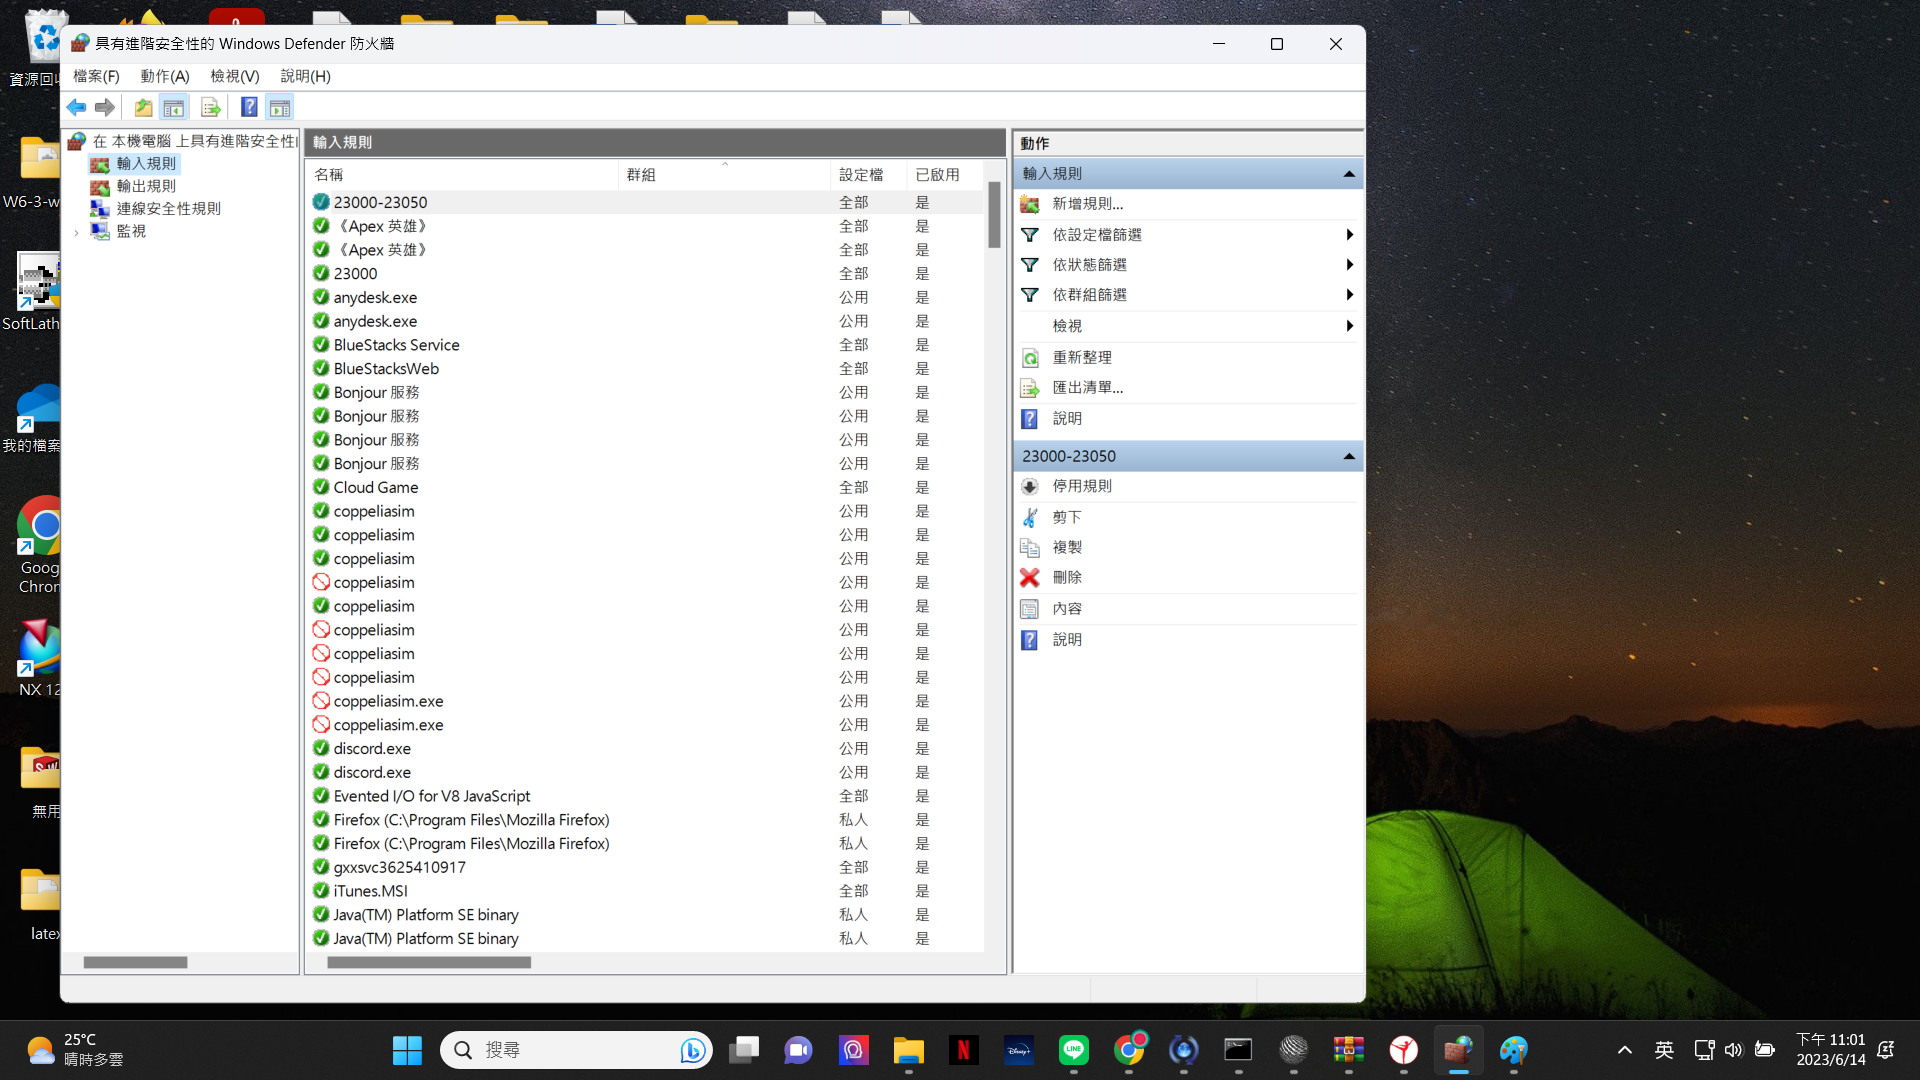 具有進階安全性的 Windows Defender 防火牆
檔案(F) 動作(A) 檢視(V) 說明(H)
在 本機電腦 上具有進階安全性
輸入規則
輸出規則
連線安全性規則
監視
輸入規則
名稱 群組 設定檔 已啟用
23000-23050 全部 是
《Apex 英雄》 全部 是
《Apex 英雄》 全部 是
23000 全部 是
anydesk.exe 公用 是
anydesk.exe 公用 是
BlueStacks Service 全部 是
BlueStacksWeb 全部 是
Bonjour 服務 公用 是
Bonjour 服務 公用 是
Bonjour 服務 公用 是
Bonjour 服務 公用 是
Cloud Game 全部 是
coppeliasim 公用 是
coppeliasim 公用 是
coppeliasim 公用 是
coppeliasim 公用 是
coppeliasim 公用 是
coppeliasim 公用 是
coppeliasim 公用 是
coppeliasim 公用 是
coppeliasim.exe 公用 是
coppeliasim.exe 公用 是
discord.exe 公用 是
discord.exe 公用 是
Evented I/O for V8 JavaScript 全部 是
Firefox (C:\Program Files\Mozilla Firefox) 私人 是
Firefox (C:\Program Files\Mozilla Firefox) 私人 是
gxxsvc3625410917 全部 是
iTunes.MSI 全部 是
Java(TM) Platform SE binary 私人 是
Java(TM) Platform SE binary 私人 是
動作
輸入規則
新增規則...
依設定檔篩選
依狀態篩選
依群組篩選
檢視
重新整理
匯出清單...
說明
23000-23050
停用規則
剪下
複製
刪除
內容
說明
資源回收
W6-3-w
SoftLath
我的檔案
Goog
Chron
NX 12
無用
latex
25°C
晴時多雲
搜尋
N
Disney+
LINE
英
下午 11:01
2023/6/14